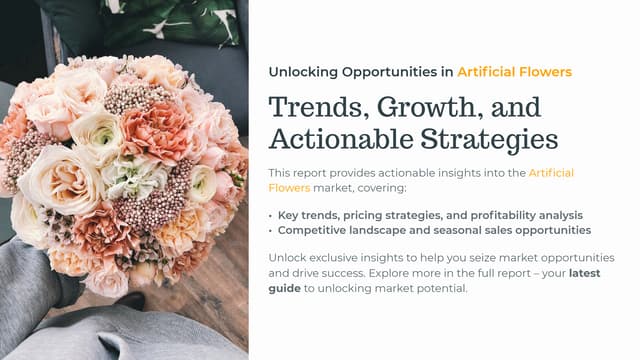 Unlocking Opportunities in Artificial Flowers
Trends, Growth, and
Actionable Strategies
This report provides actionable insights into the Artificial
Flowers market, covering:
• Key trends, pricing strategies, and profitability analysis
• Competitive landscape and seasonal sales opportunities
Unlock exclusive insights to help you seize market opportunities
and drive success. Explore more in the full report – your latest
guide to unlocking market potential.